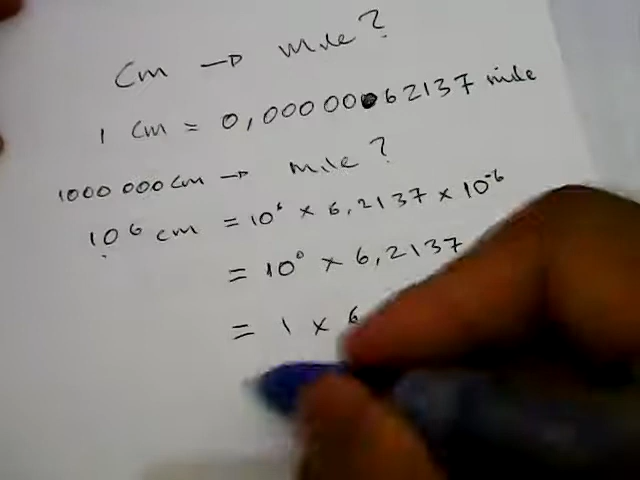 Cm → mile?
1 Cm = 0,0000062137 mile
1000 000 cm → mile?
10⁶ cm = 10⁶ × 6,2137 × 10⁻⁶
= 10⁰ × 6,2137
= 1 × 6